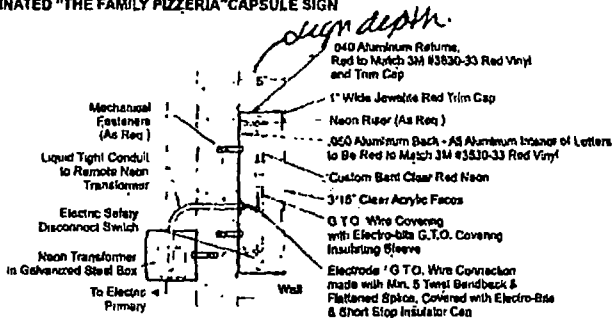 INATED "THE FAMILY PIZZERIA" CAPSULE SIGN
sign depth.
.040 Aluminum Returns,
Red to Match 3M #3630-33 Red Vinyl
and Trim Cap
5"
1" Wide Jewelite Red Trim Cap
Neon Riser (As Req.)
.050 Aluminum Back - All Aluminum Interior of Letters
to Be Red to Match 3M #3630-33 Red Vinyl
Custom Bent Clear Red Neon
3/16" Clear Acrylic Faces
G.T.O. Wire Covering
with Electro-bits G.T.O. Covering
Insulating Sleeve
Electrode / G.T.O. Wire Connection
made with Min. 5 Twist Bendback &
Flattened Splice, Covered with Electro-Bits
& Short Stop Insulator Cap
Mechanical
Fasteners
(As Req.)
Liquid Tight Conduit
to Remote Neon
Transformer
Electric Safety
Disconnect Switch
Neon Transformer
in Galvanized Steel Box
To Electric
Primary
Wall